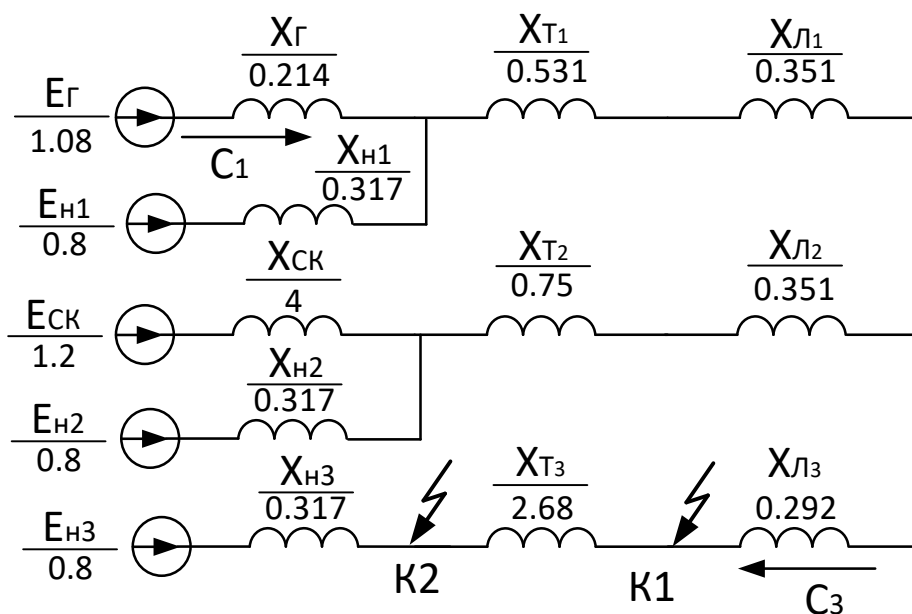 XГ
0.214
XТ1
0.531
XЛ1
0.351
EГ
1.08
C1
Xн1
0.317
Eн1
0.8
XСК
4
XТ2
0.75
XЛ2
0.351
EСК
1.2
Xн2
0.317
Eн2
0.8
Xн3
0.317
XТ3
2.68
XЛ3
0.292
Eн3
0.8
К2
К1
C3